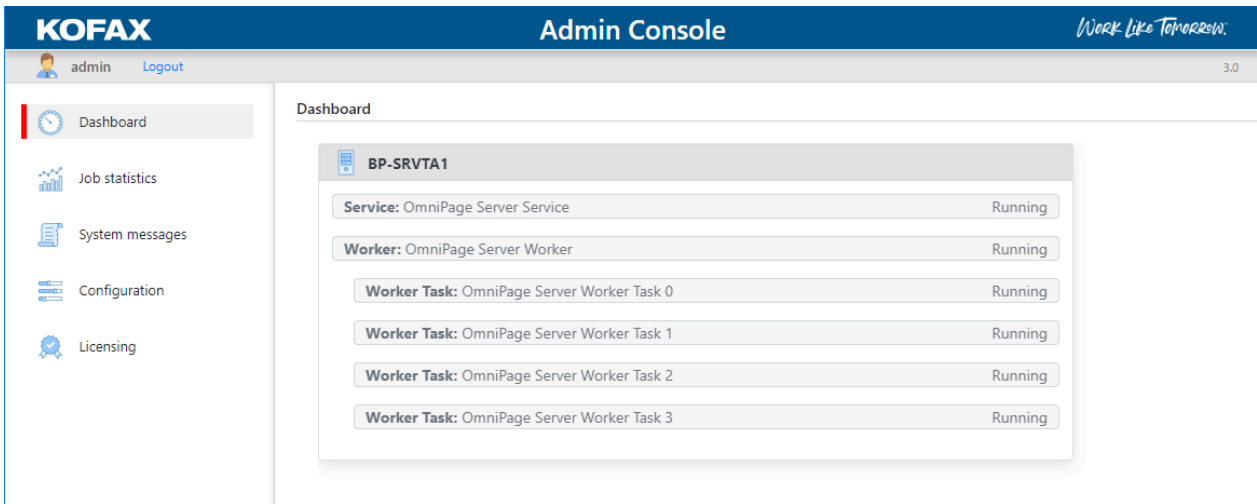 KOFAX Admin Console Work Like Tomorrow.
admin Logout 3.0
Dashboard
Job statistics
System messages
Configuration
Licensing
Dashboard
BP-SRVTA1
Service: OmniPage Server Service Running
Worker: OmniPage Server Worker Running
Worker Task: OmniPage Server Worker Task 0 Running
Worker Task: OmniPage Server Worker Task 1 Running
Worker Task: OmniPage Server Worker Task 2 Running
Worker Task: OmniPage Server Worker Task 3 Running